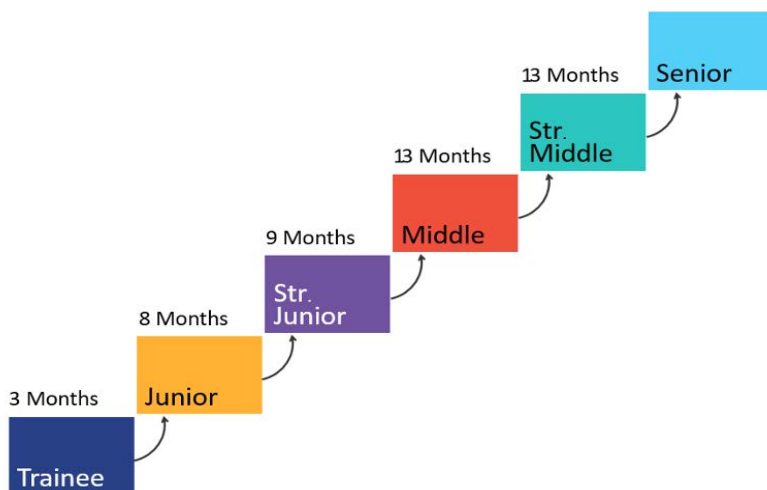 13 Months
Senior
13 Months
Str.
Middle
9 Months
Middle
8 Months
Str.
Junior
3 Months
Junior
Trainee